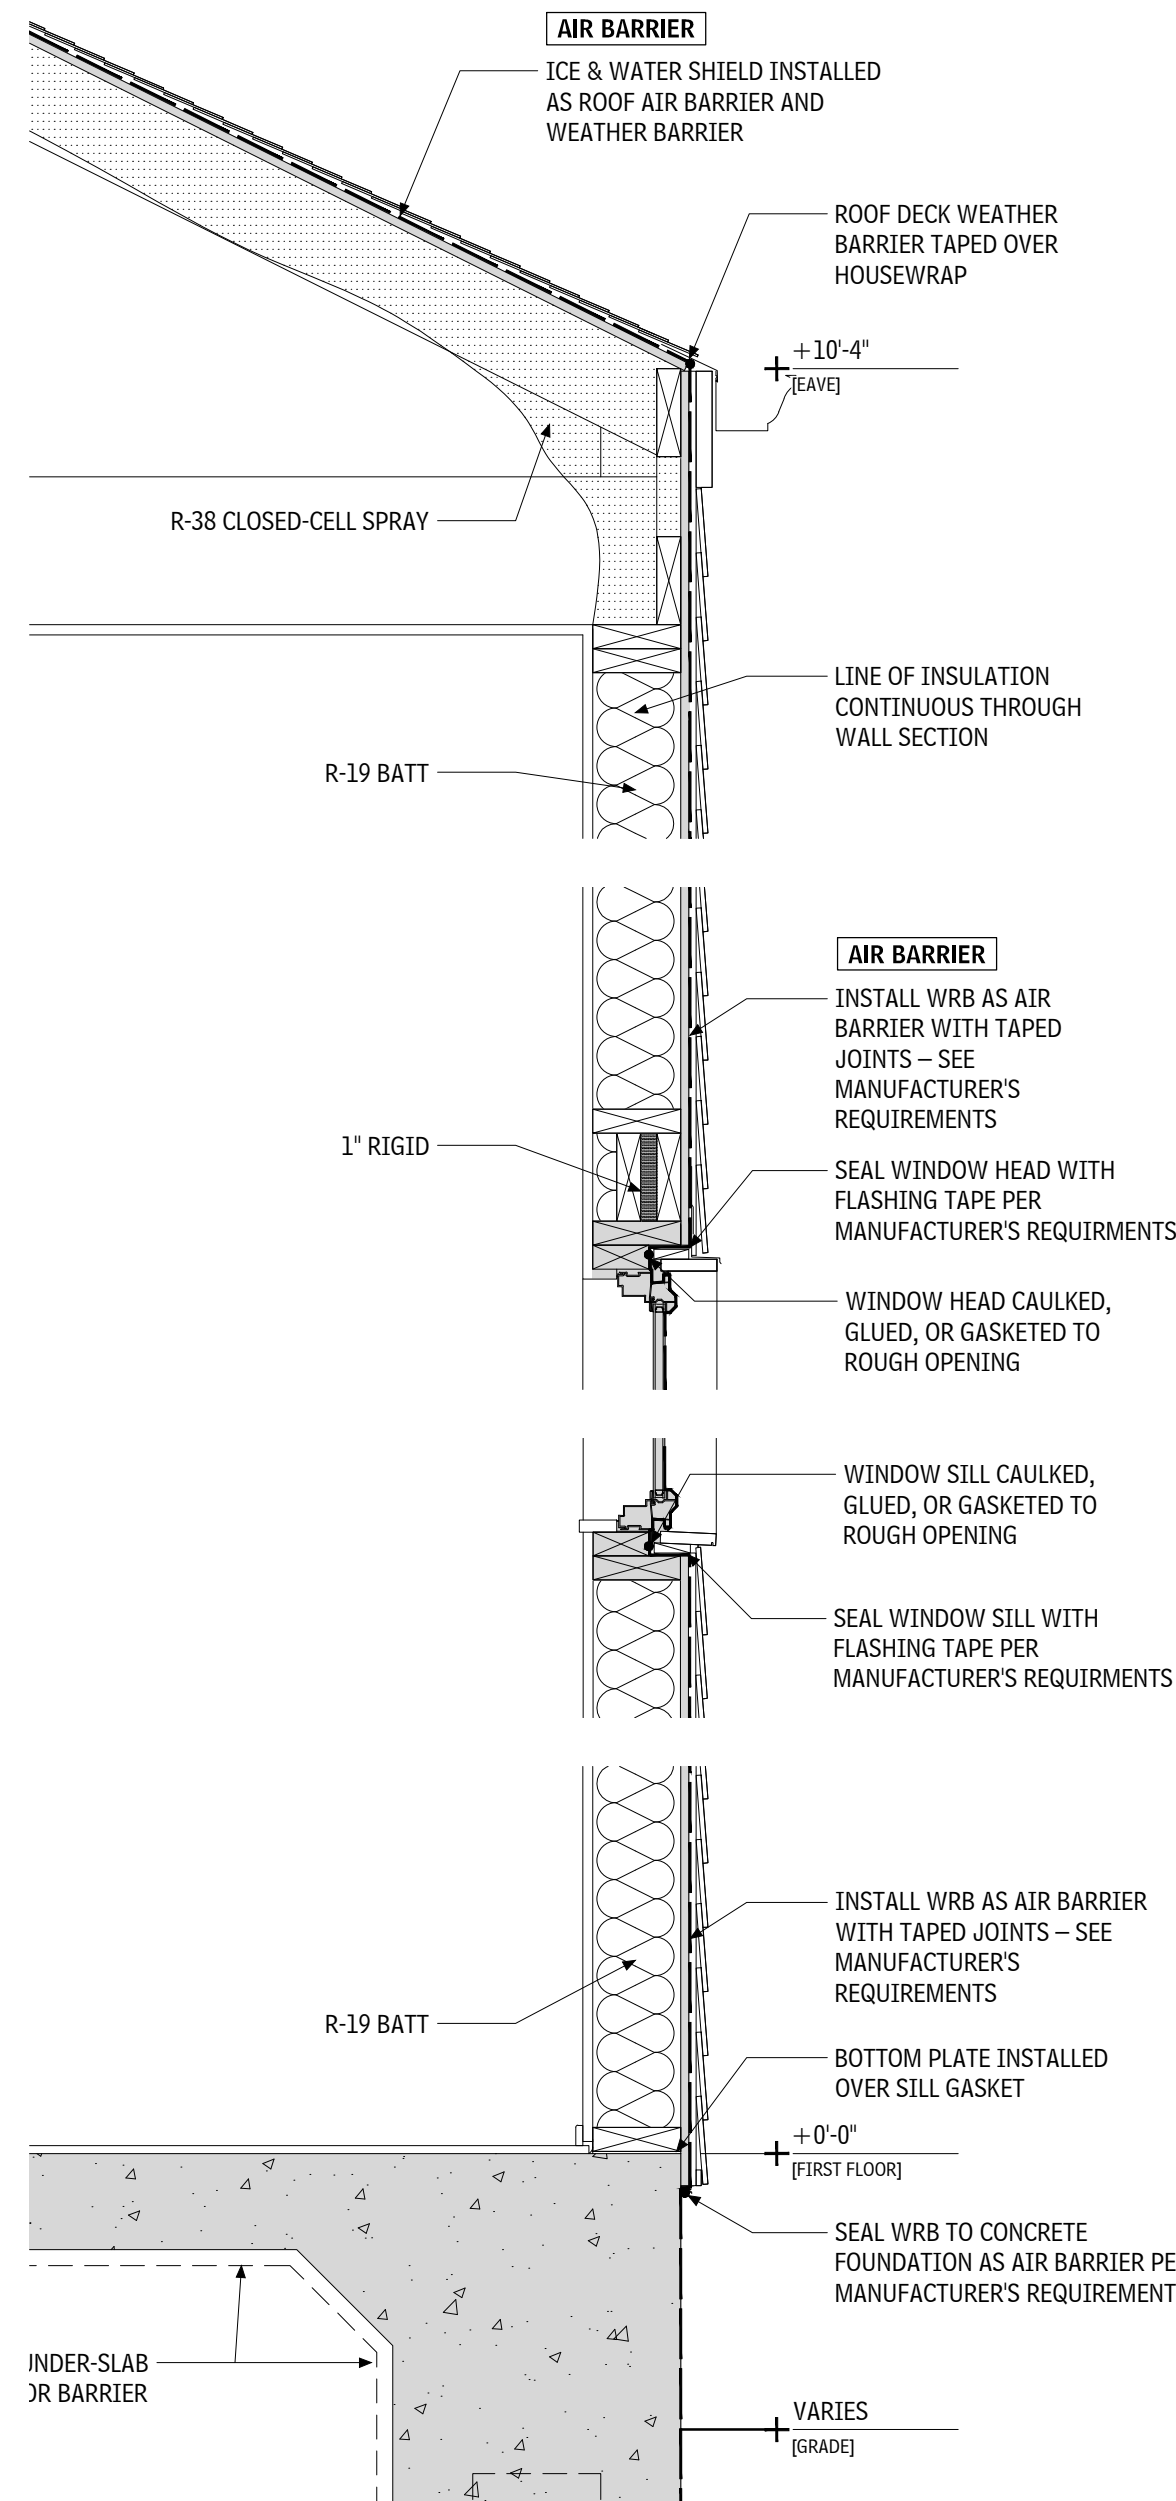 AIR BARRIER
ICE & WATER SHIELD INSTALLED
AS ROOF AIR BARRIER AND
WEATHER BARRIER
ROOF DECK WEATHER
BARRIER TAPED OVER
HOUSEWRAP
+10'-4"
[EAVE]
R-38 CLOSED-CELL SPRAY
LINE OF INSULATION
CONTINUOUS THROUGH
WALL SECTION
R-19 BATT
AIR BARRIER
INSTALL WRB AS AIR
BARRIER WITH TAPED
JOINTS – SEE
MANUFACTURER'S
REQUIREMENTS
1" RIGID
SEAL WINDOW HEAD WITH
FLASHING TAPE PER
MANUFACTURER'S REQUIRMENTS
WINDOW HEAD CAULKED,
GLUED, OR GASKETED TO
ROUGH OPENING
WINDOW SILL CAULKED,
GLUED, OR GASKETED TO
ROUGH OPENING
SEAL WINDOW SILL WITH
FLASHING TAPE PER
MANUFACTURER'S REQUIRMENTS
INSTALL WRB AS AIR BARRIER
WITH TAPED JOINTS – SEE
MANUFACTURER'S
REQUIREMENTS
R-19 BATT
BOTTOM PLATE INSTALLED
OVER SILL GASKET
+0'-0"
[FIRST FLOOR]
SEAL WRB TO CONCRETE
FOUNDATION AS AIR BARRIER PE
MANUFACTURER'S REQUIREMENT
UNDER-SLAB
OR BARRIER
VARIES
[GRADE]